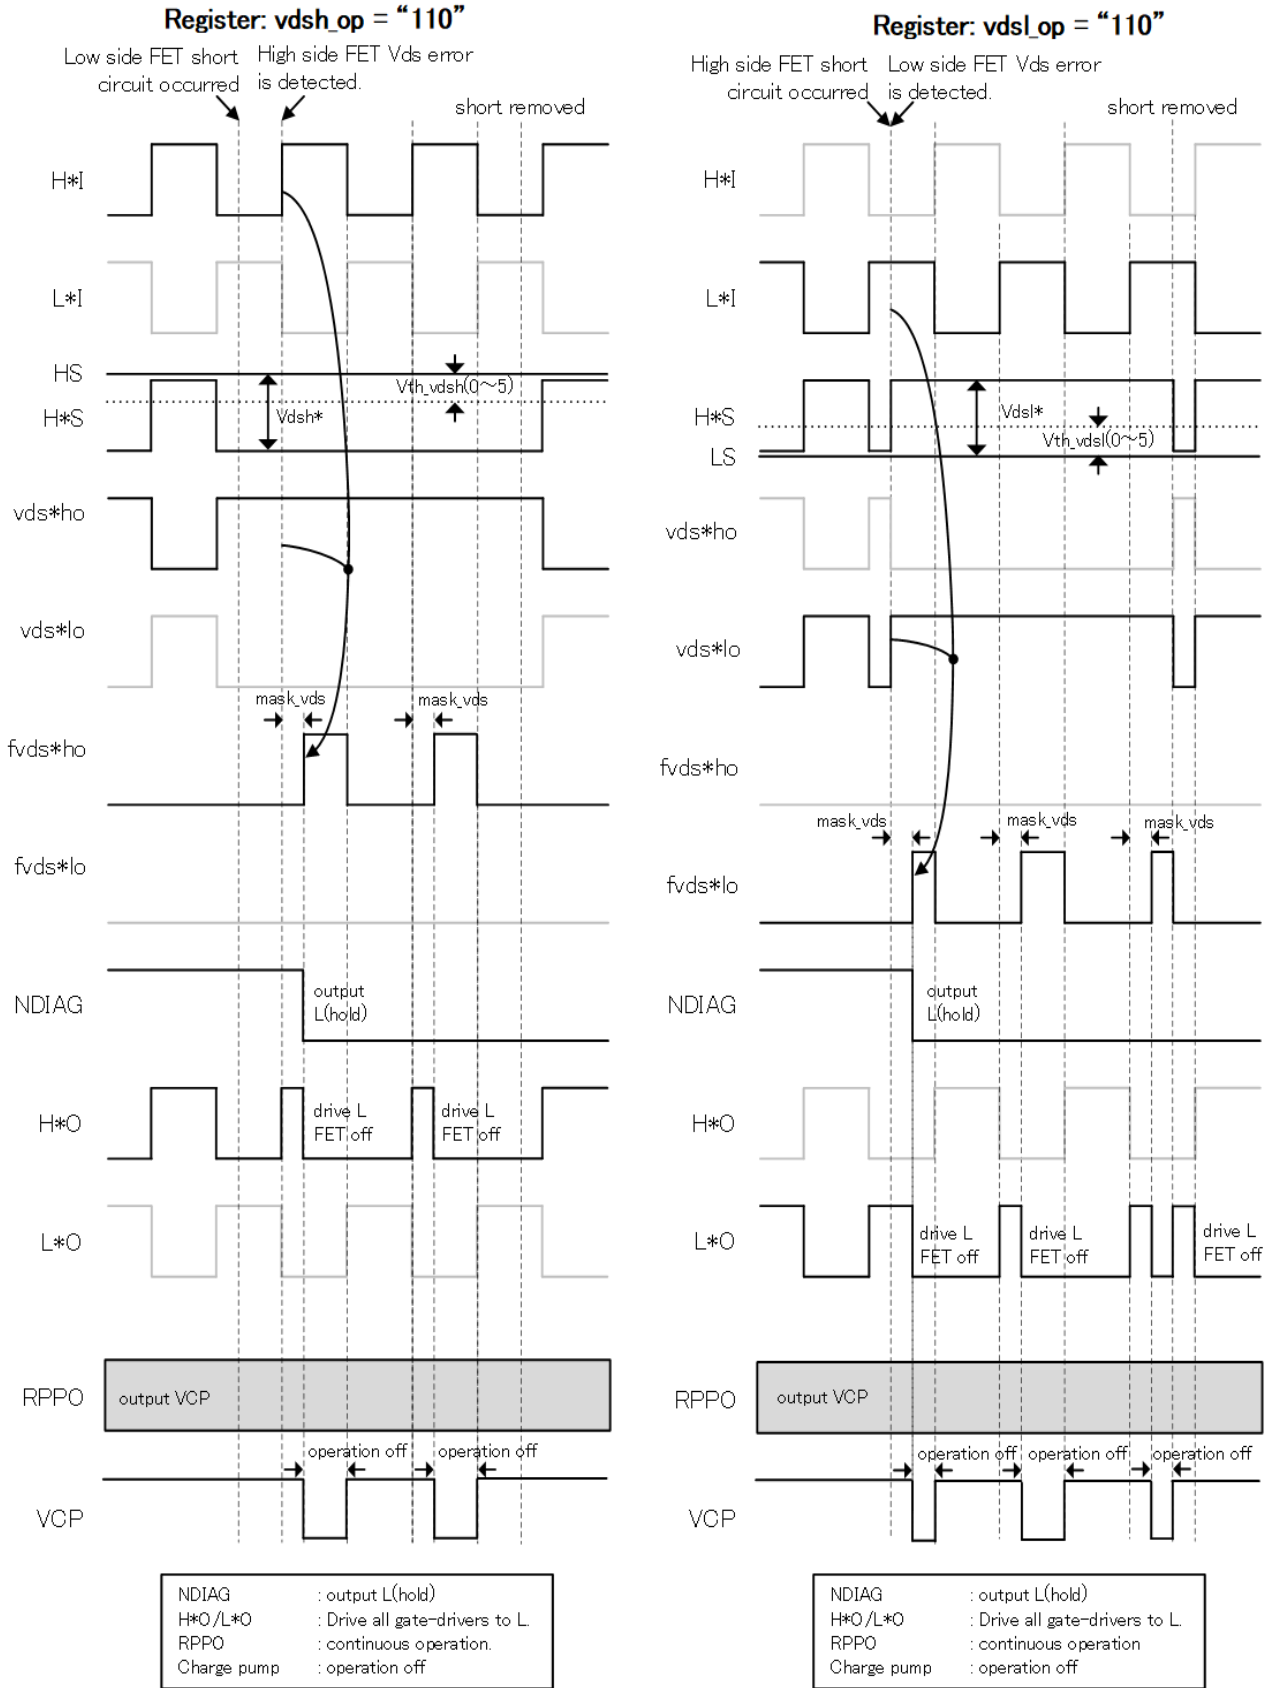 Register: vdsh_op = “110”
Low side FET short
circuit occurred
High side FET Vds error
is detected.
short removed
H*I
L*I
HS
Vth_vdsh(0～5)
H*S
Vdsh*
vds*ho
vds*lo
mask_vds
mask_vds
fvds*ho
fvds*lo
NDIAG
output
L(hold)
H*O
drive L
FET off
drive L
FET off
L*O
RPPO
output VCP
operation off
operation off
VCP
NDIAG : output L(hold)
H*O/L*O : Drive all gate-drivers to L.
RPPO : continuous operation.
Charge pump : operation off
Register: vdsl_op = “110”
High side FET short
circuit occurred
Low side FET Vds error
is detected.
short removed
H*I
L*I
H*S
Vdsl*
Vth_vdsl(0～5)
LS
vds*ho
vds*lo
fvds*ho
mask_vds
mask_vds
mask_vds
fvds*lo
NDIAG
output
L(hold)
H*O
L*O
drive L
FET off
drive L
FET off
drive L
FET off
RPPO
output VCP
operation off
operation off
operation off
VCP
NDIAG : output L(hold)
H*O/L*O : Drive all gate-drivers to L.
RPPO : continuous operation
Charge pump : operation off